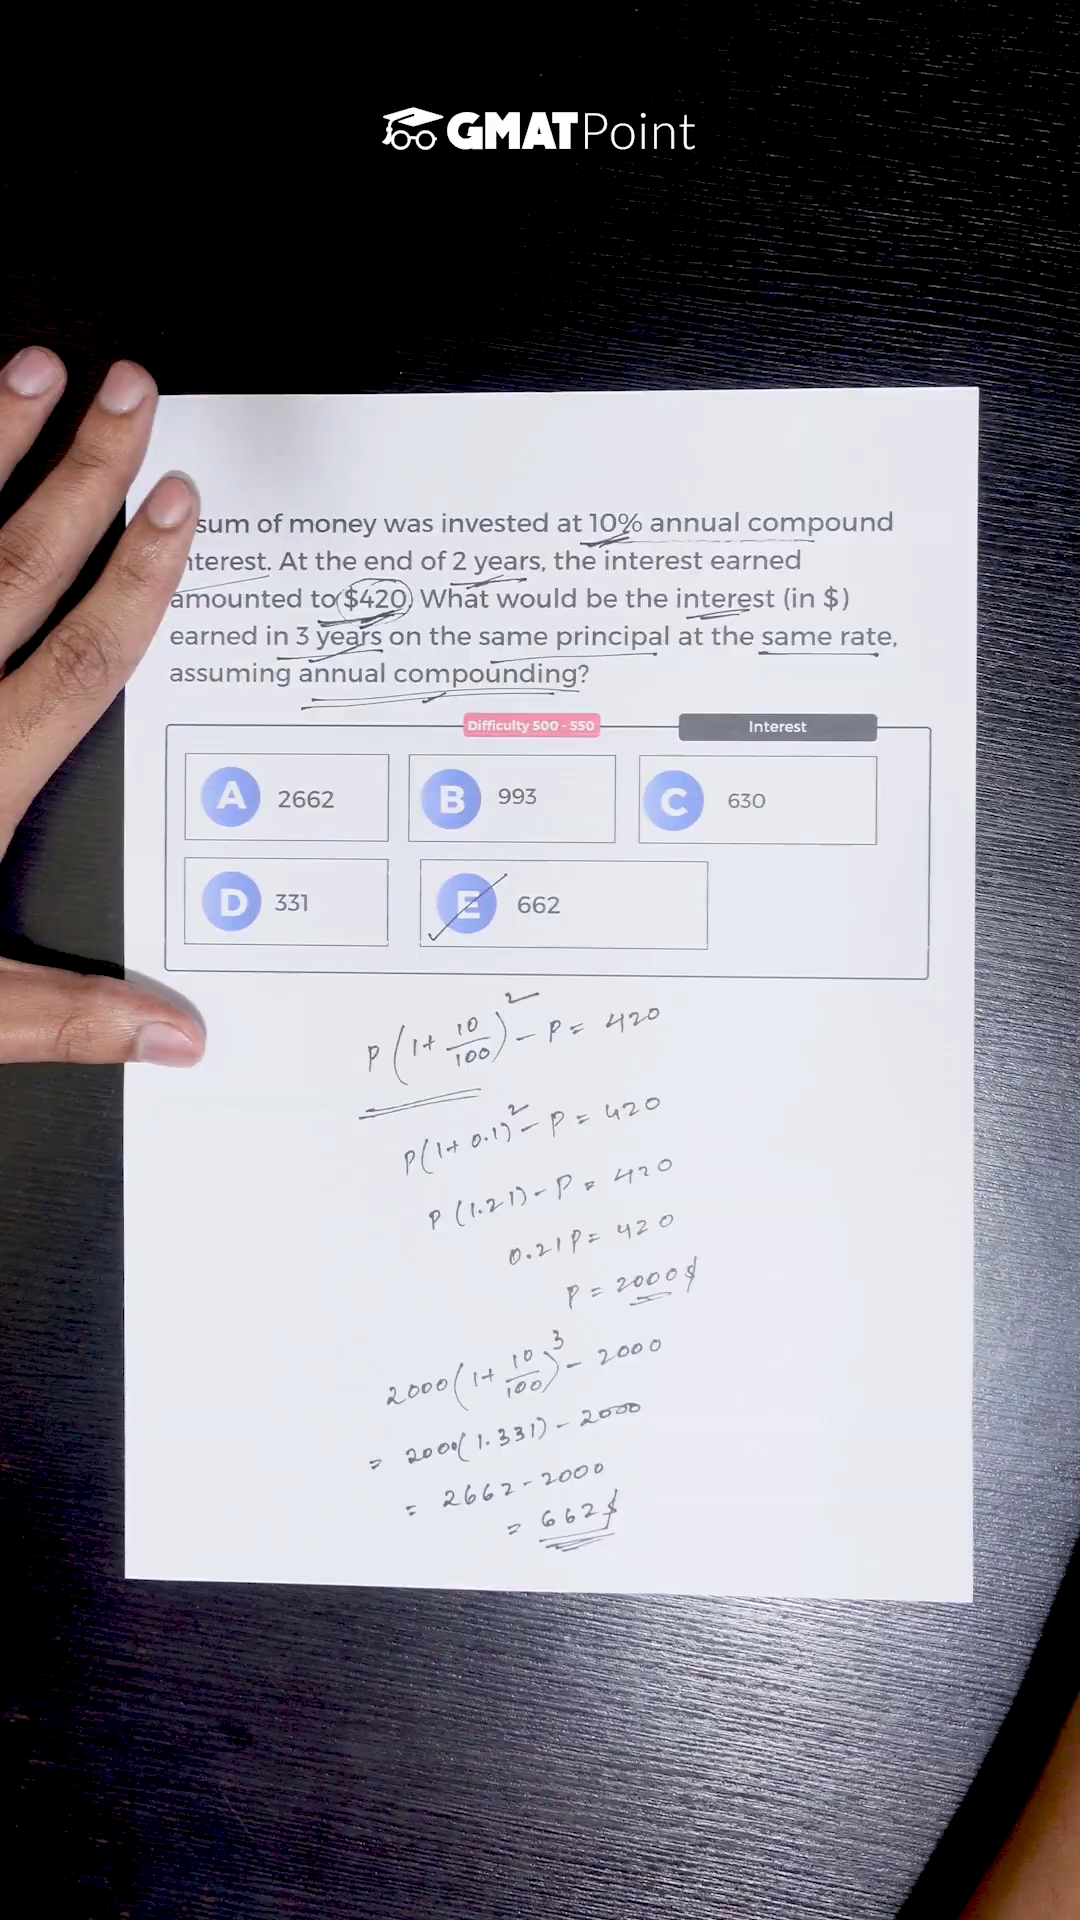 GMATPoint
sum of money was invested at 10% annual compound
nterest. At the end of 2 years, the interest earned
amounted to $420. What would be the interest (in $)
earned in 3 years on the same principal at the same rate,
assuming annual compounding?
Difficulty 500 - 550
Interest
A 2662
B 993
C 630
D 331
E 662
P(1+10/100)² - P = 420
P(1+0.1)² - P = 420
P(1.21) - P = 420
0.21P = 420
P = 2000$
2000(1+10/100)³ - 2000
= 2000(1.331) - 2000
= 2662 - 2000
= 662$